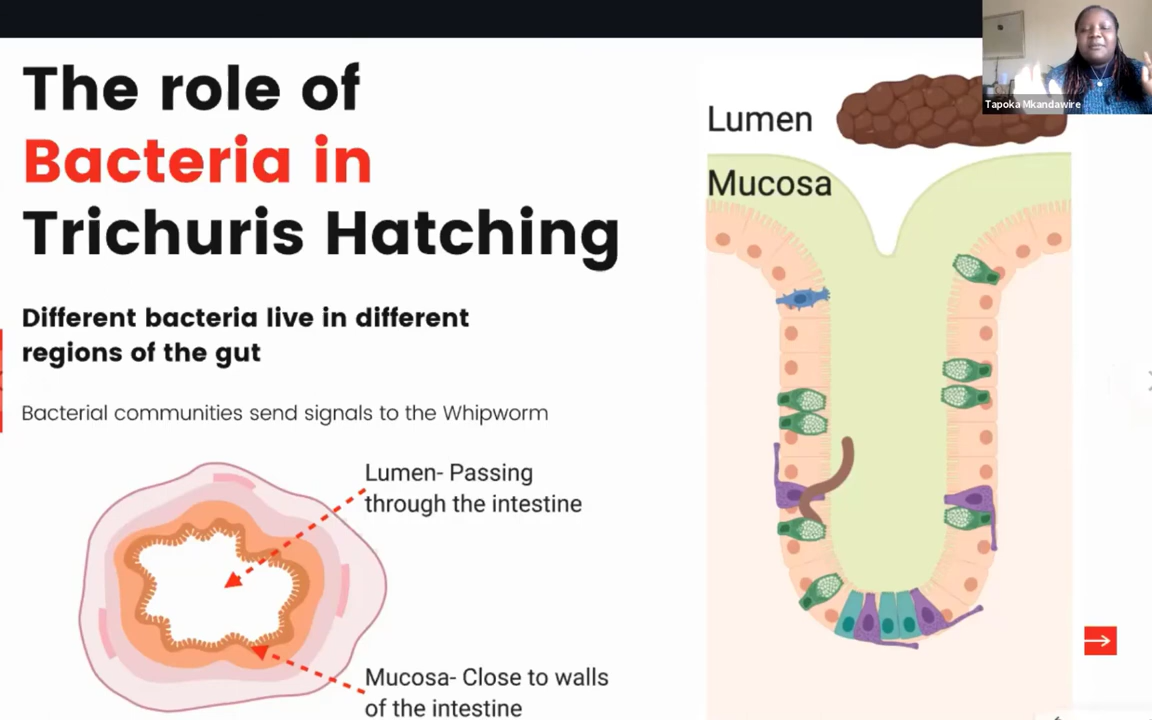 The role of
Bacteria in
Trichuris Hatching
Different bacteria live in different
regions of the gut
Bacterial communities send signals to the Whipworm
Lumen- Passing
through the intestine
Mucosa- Close to walls
of the intestine
Lumen
Mucosa
Tapoka Mkandawire